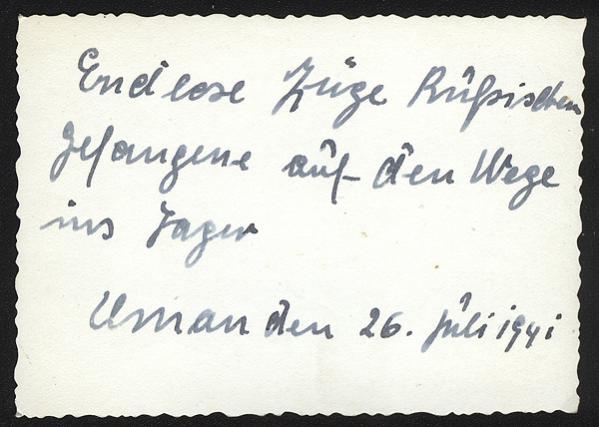 Endlose Züge Rußischen
gefangene auf den Wege
ins Lager
Uman den 26. Juli 1941